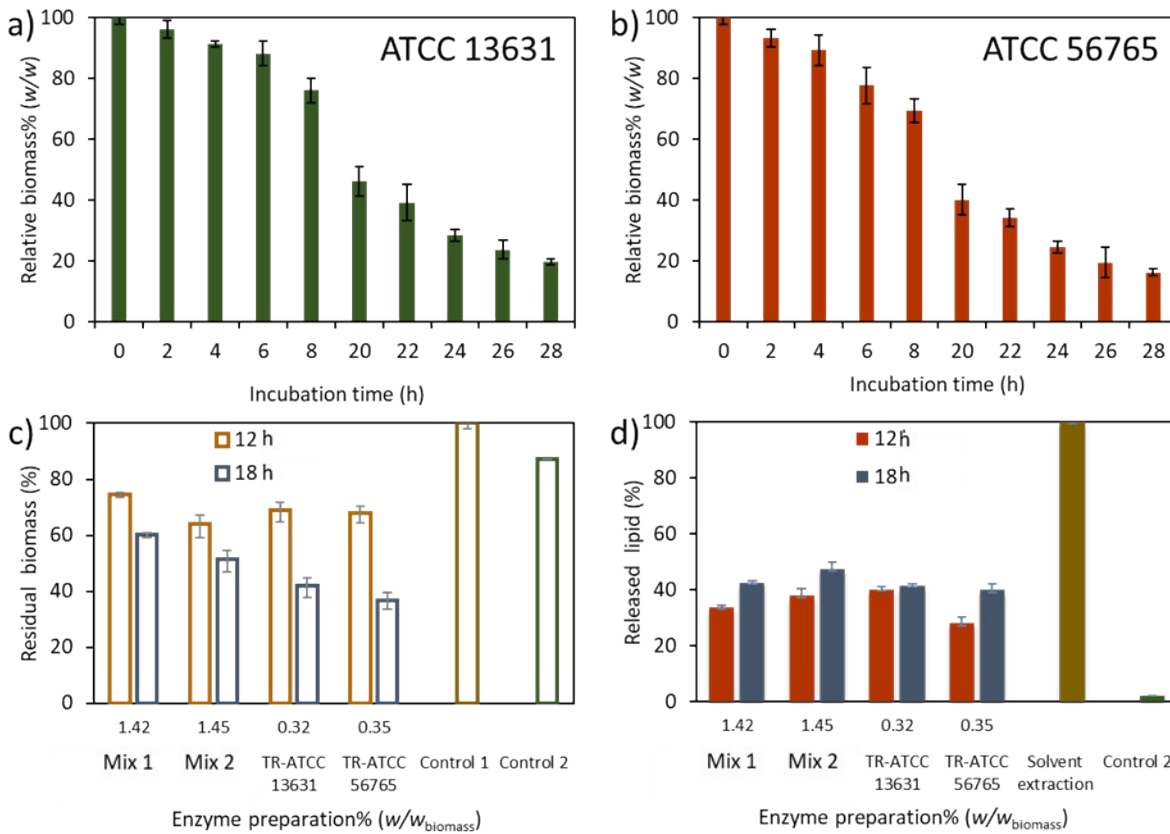 a)
ATCC 13631
Relative biomass% (w/w)
100
80
60
40
20
0
0 2 4 6 8 20 22 24 26 28
Incubation time (h)
b)
ATCC 56765
Relative biomass% (w/w)
100
80
60
40
20
0
0 2 4 6 8 20 22 24 26 28
Incubation time (h)
c)
12 h
18 h
Residual biomass (%)
100
80
60
40
20
0
1.42 1.45 0.32 0.35
Mix 1 Mix 2 TR-ATCC TR-ATCC Control 1 Control 2
13631 56765
Enzyme preparation% (w/wbiomass)
d)
12 h
18 h
Released lipid (%)
100
80
60
40
20
0
1.42 1.45 0.32 0.35
Mix 1 Mix 2 TR-ATCC TR-ATCC Solvent Control 2
13631 56765 extraction
Enzyme preparation% (w/wbiomass)